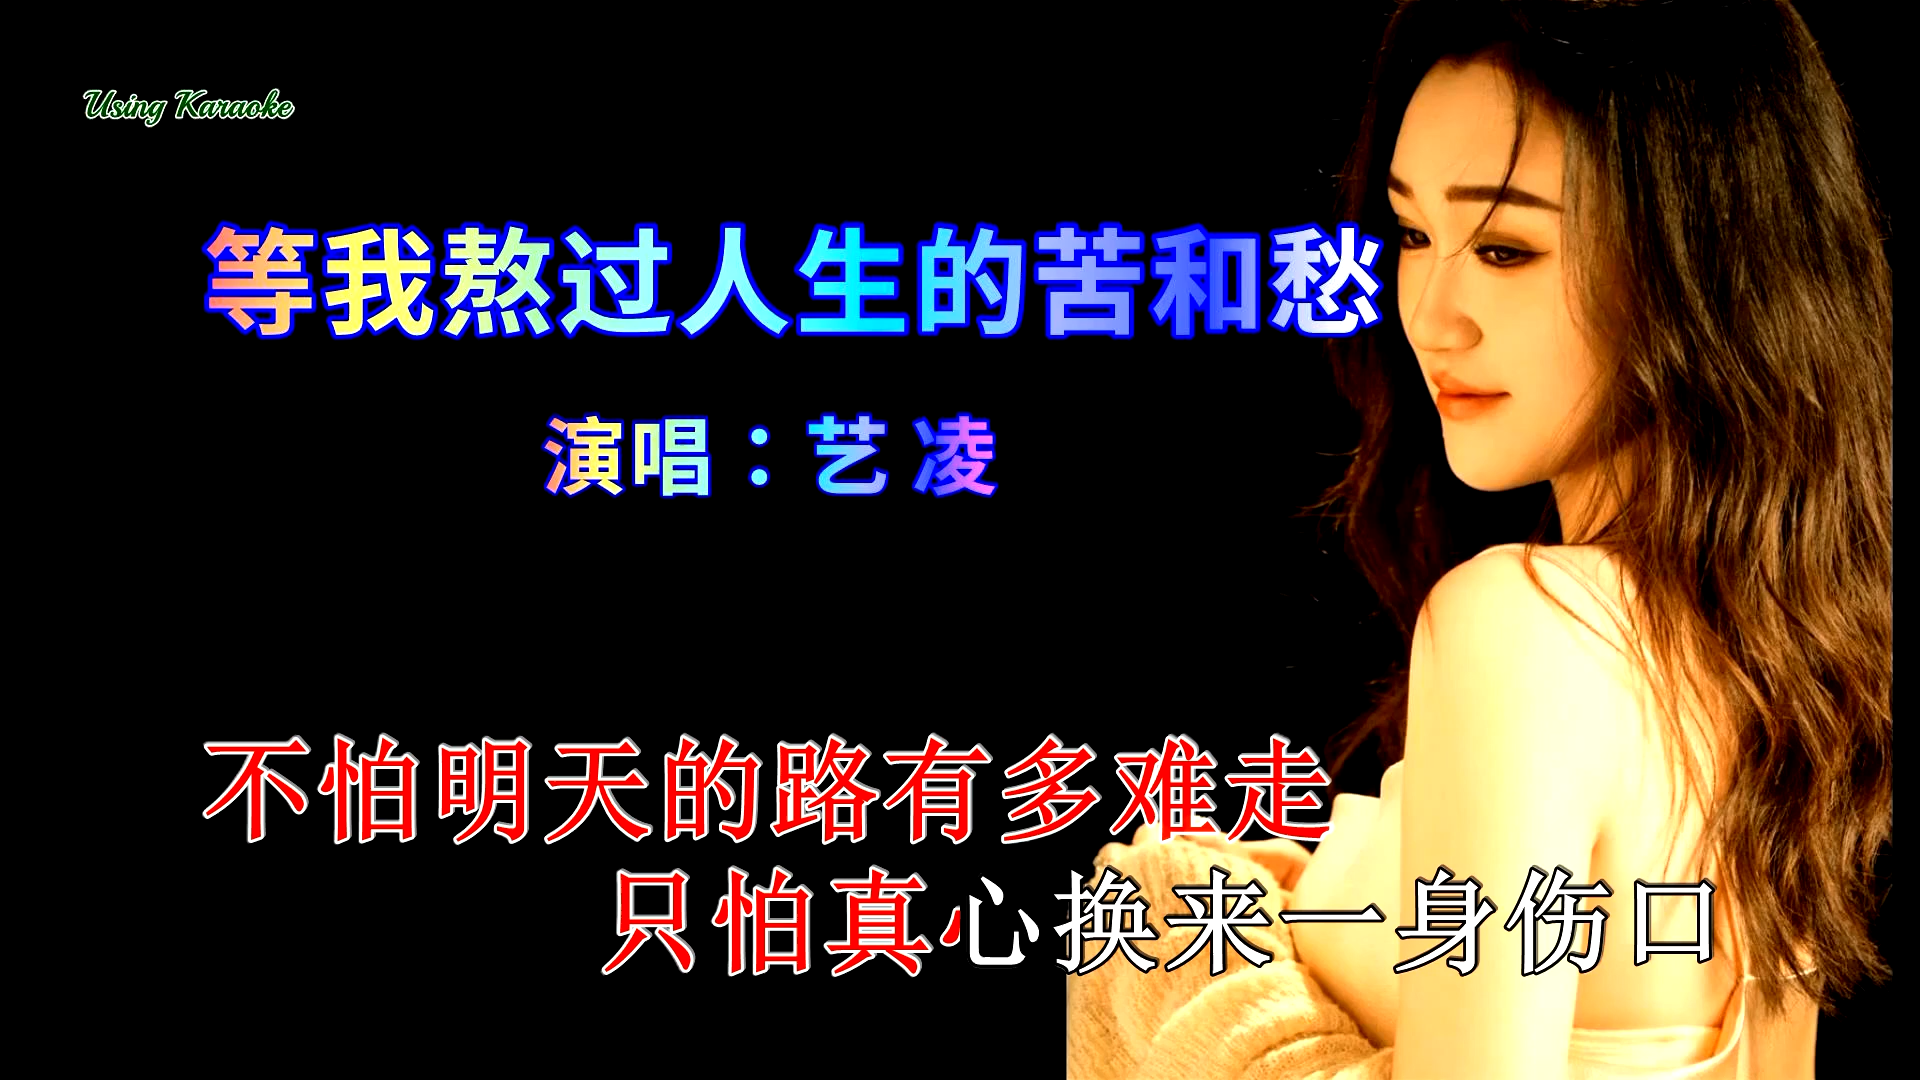 Using Karaoke
等我熬过人生的苦和愁
演唱：艺 凌
不怕明天的路有多难走
只怕真心换来一身伤口